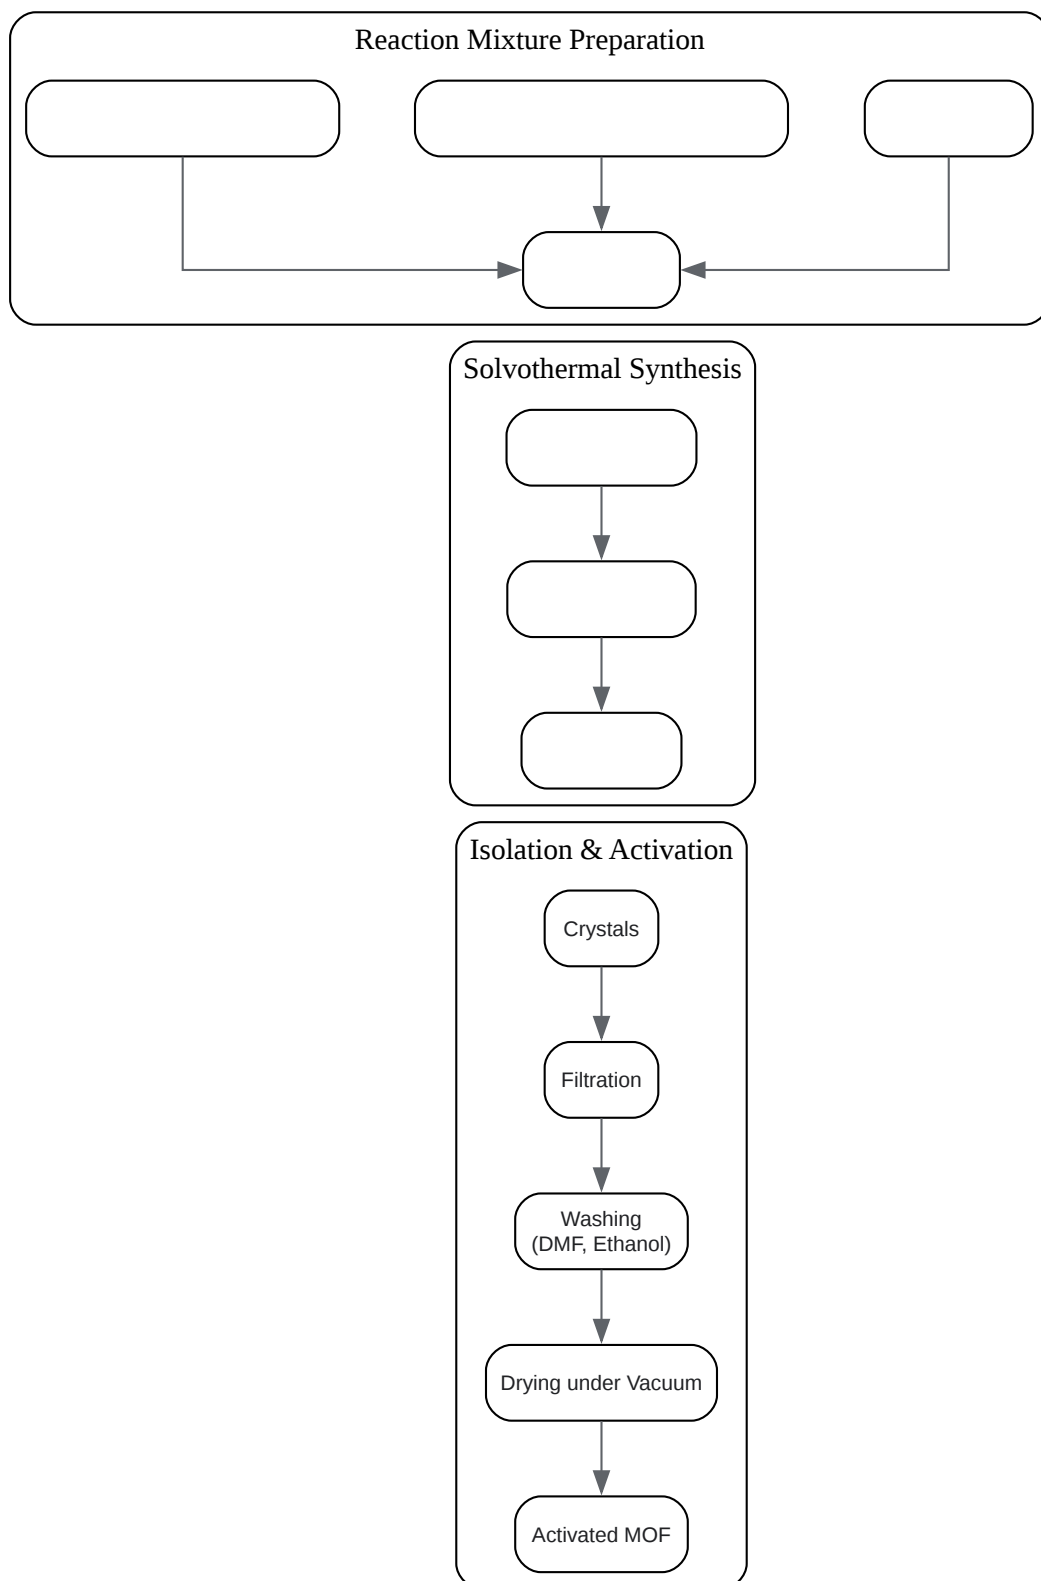 Reaction Mixture Preparation
Solvothermal Synthesis
Isolation & Activation
Crystals
Filtration
Washing
(DMF, Ethanol)
Drying under Vacuum
Activated MOF